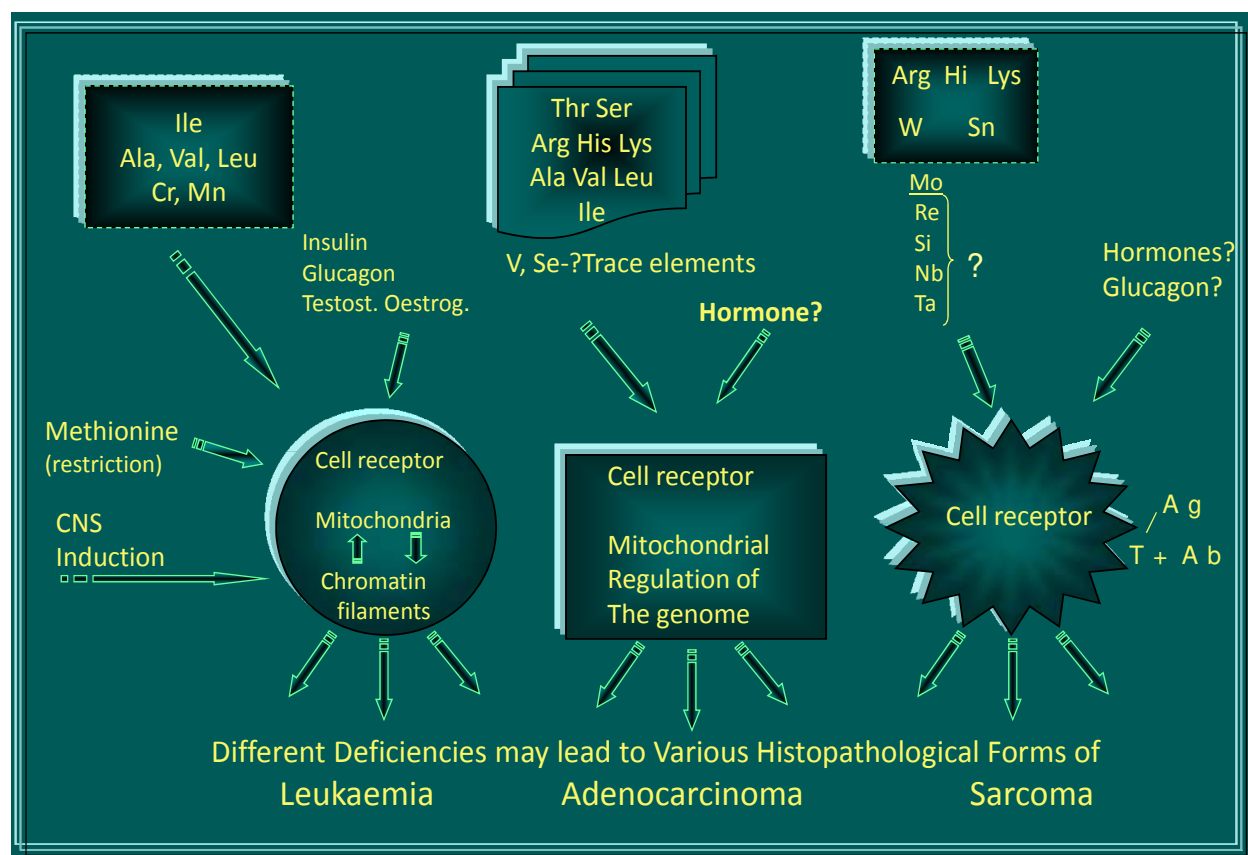 Ile
Ala, Val, Leu
Cr, Mn
Thr Ser
Arg His Lys
Ala Val Leu
Ile
Arg Hi Lys
W Sn
Insulin
Glucagon
Testost. Oestrog.
V, Se-?Trace elements
Hormone?
Mo
Re
Si
Nb
Ta
?
Hormones?
Glucagon?
Methionine
(restriction)
CNS
Induction
Cell receptor
Mitochondria
Chromatin
filaments
Cell receptor
Mitochondrial
Regulation of
The genome
Cell receptor
A g
T + A b
Different Deficiencies may lead to Various Histopathological Forms of
Leukaemia Adenocarcinoma Sarcoma